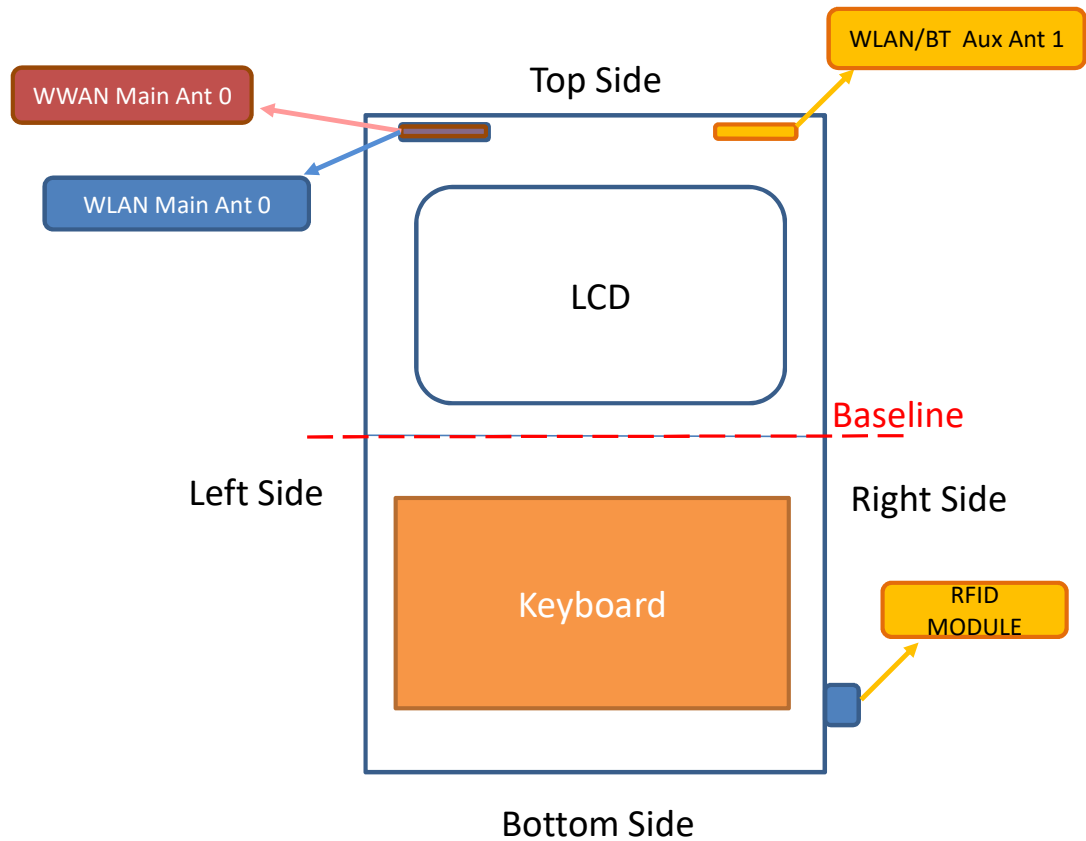 WLAN/BT  Aux Ant 1
Top Side
WWAN Main Ant 0
WLAN Main Ant 0
LCD
Baseline
Left Side
Right Side
Keyboard
RFID
MODULE
Bottom Side